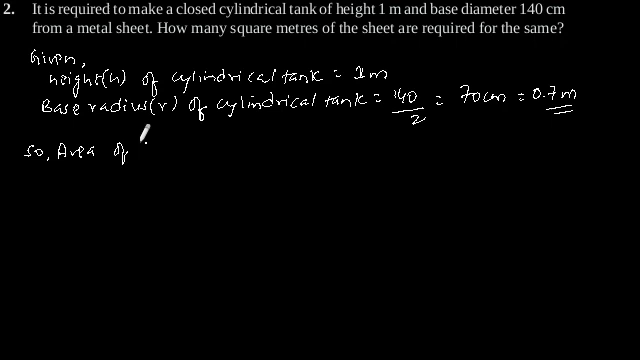 2. It is required to make a closed cylindrical tank of height 1 m and base diameter 140 cm
from a metal sheet. How many square metres of the sheet are required for the same?
Given,
height(h) of cylindrical tank = 1m
Base radius(r) of cylindrical tank = 140/2 = 70cm = 0.7m
So, Area of